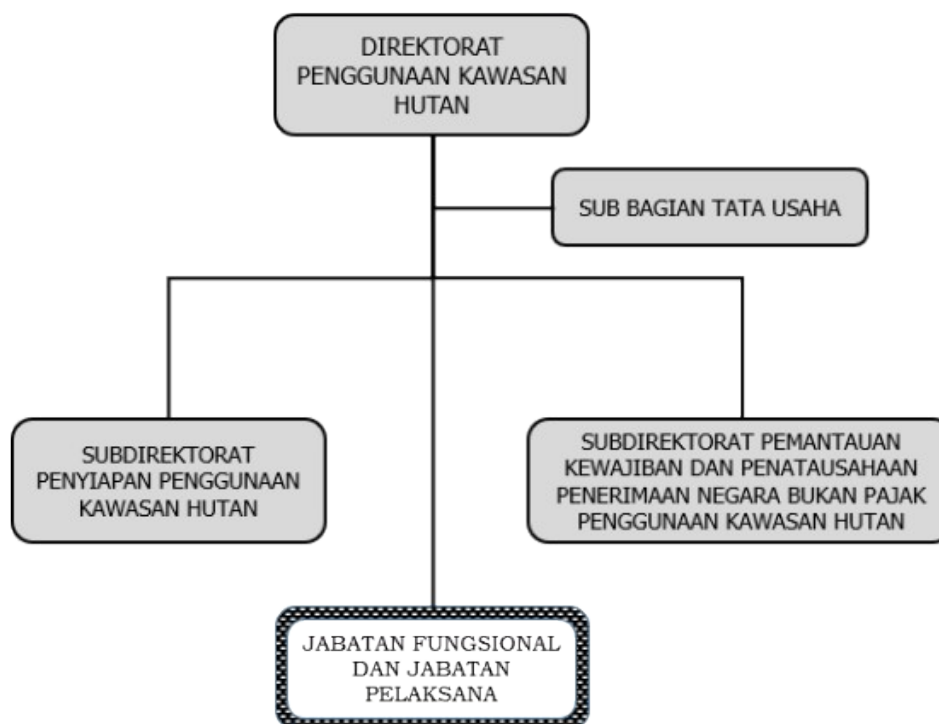 DIREKTORAT
PENGGUNAAN KAWASAN
HUTAN
SUB BAGIAN TATA USAHA
SUBDIREKTORAT
PENYIAPAN PENGGUNAAN
KAWASAN HUTAN
SUBDIREKTORAT PEMANTAUAN
KEWAJIBAN DAN PENATAUSAHAAN
PENERIMAAN NEGARA BUKAN PAJAK
PENGGUNAAN KAWASAN HUTAN
JABATAN FUNGSIONAL
DAN JABATAN
PELAKSANA